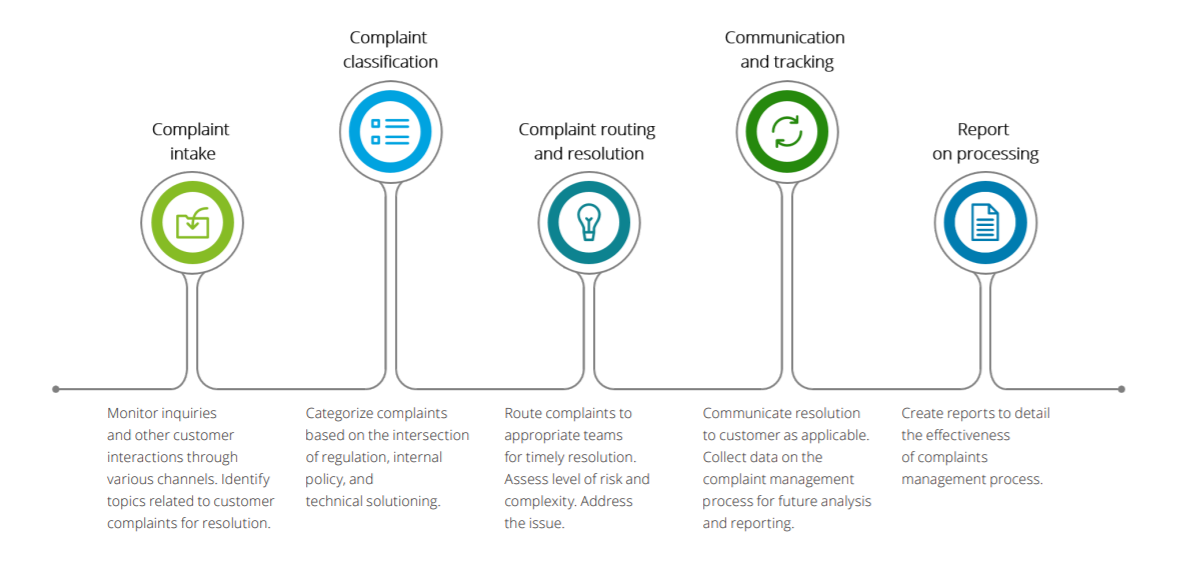 Complaint
intake
Complaint
classification
Complaint routing
and resolution
Communication
and tracking
Report
on processing
Monitor inquiries
and other customer
interactions through
various channels. Identify
topics related to customer
complaints for resolution.
Categorize complaints
based on the intersection
of regulation, internal
policy, and
technical solutioning.
Route complaints to
appropriate teams
for timely resolution.
Assess level of risk and
complexity. Address
the issue.
Communicate resolution
to customer as applicable.
Collect data on the
complaint management
process for future analysis
and reporting.
Create reports to detail
the effectiveness
of complaints
management process.